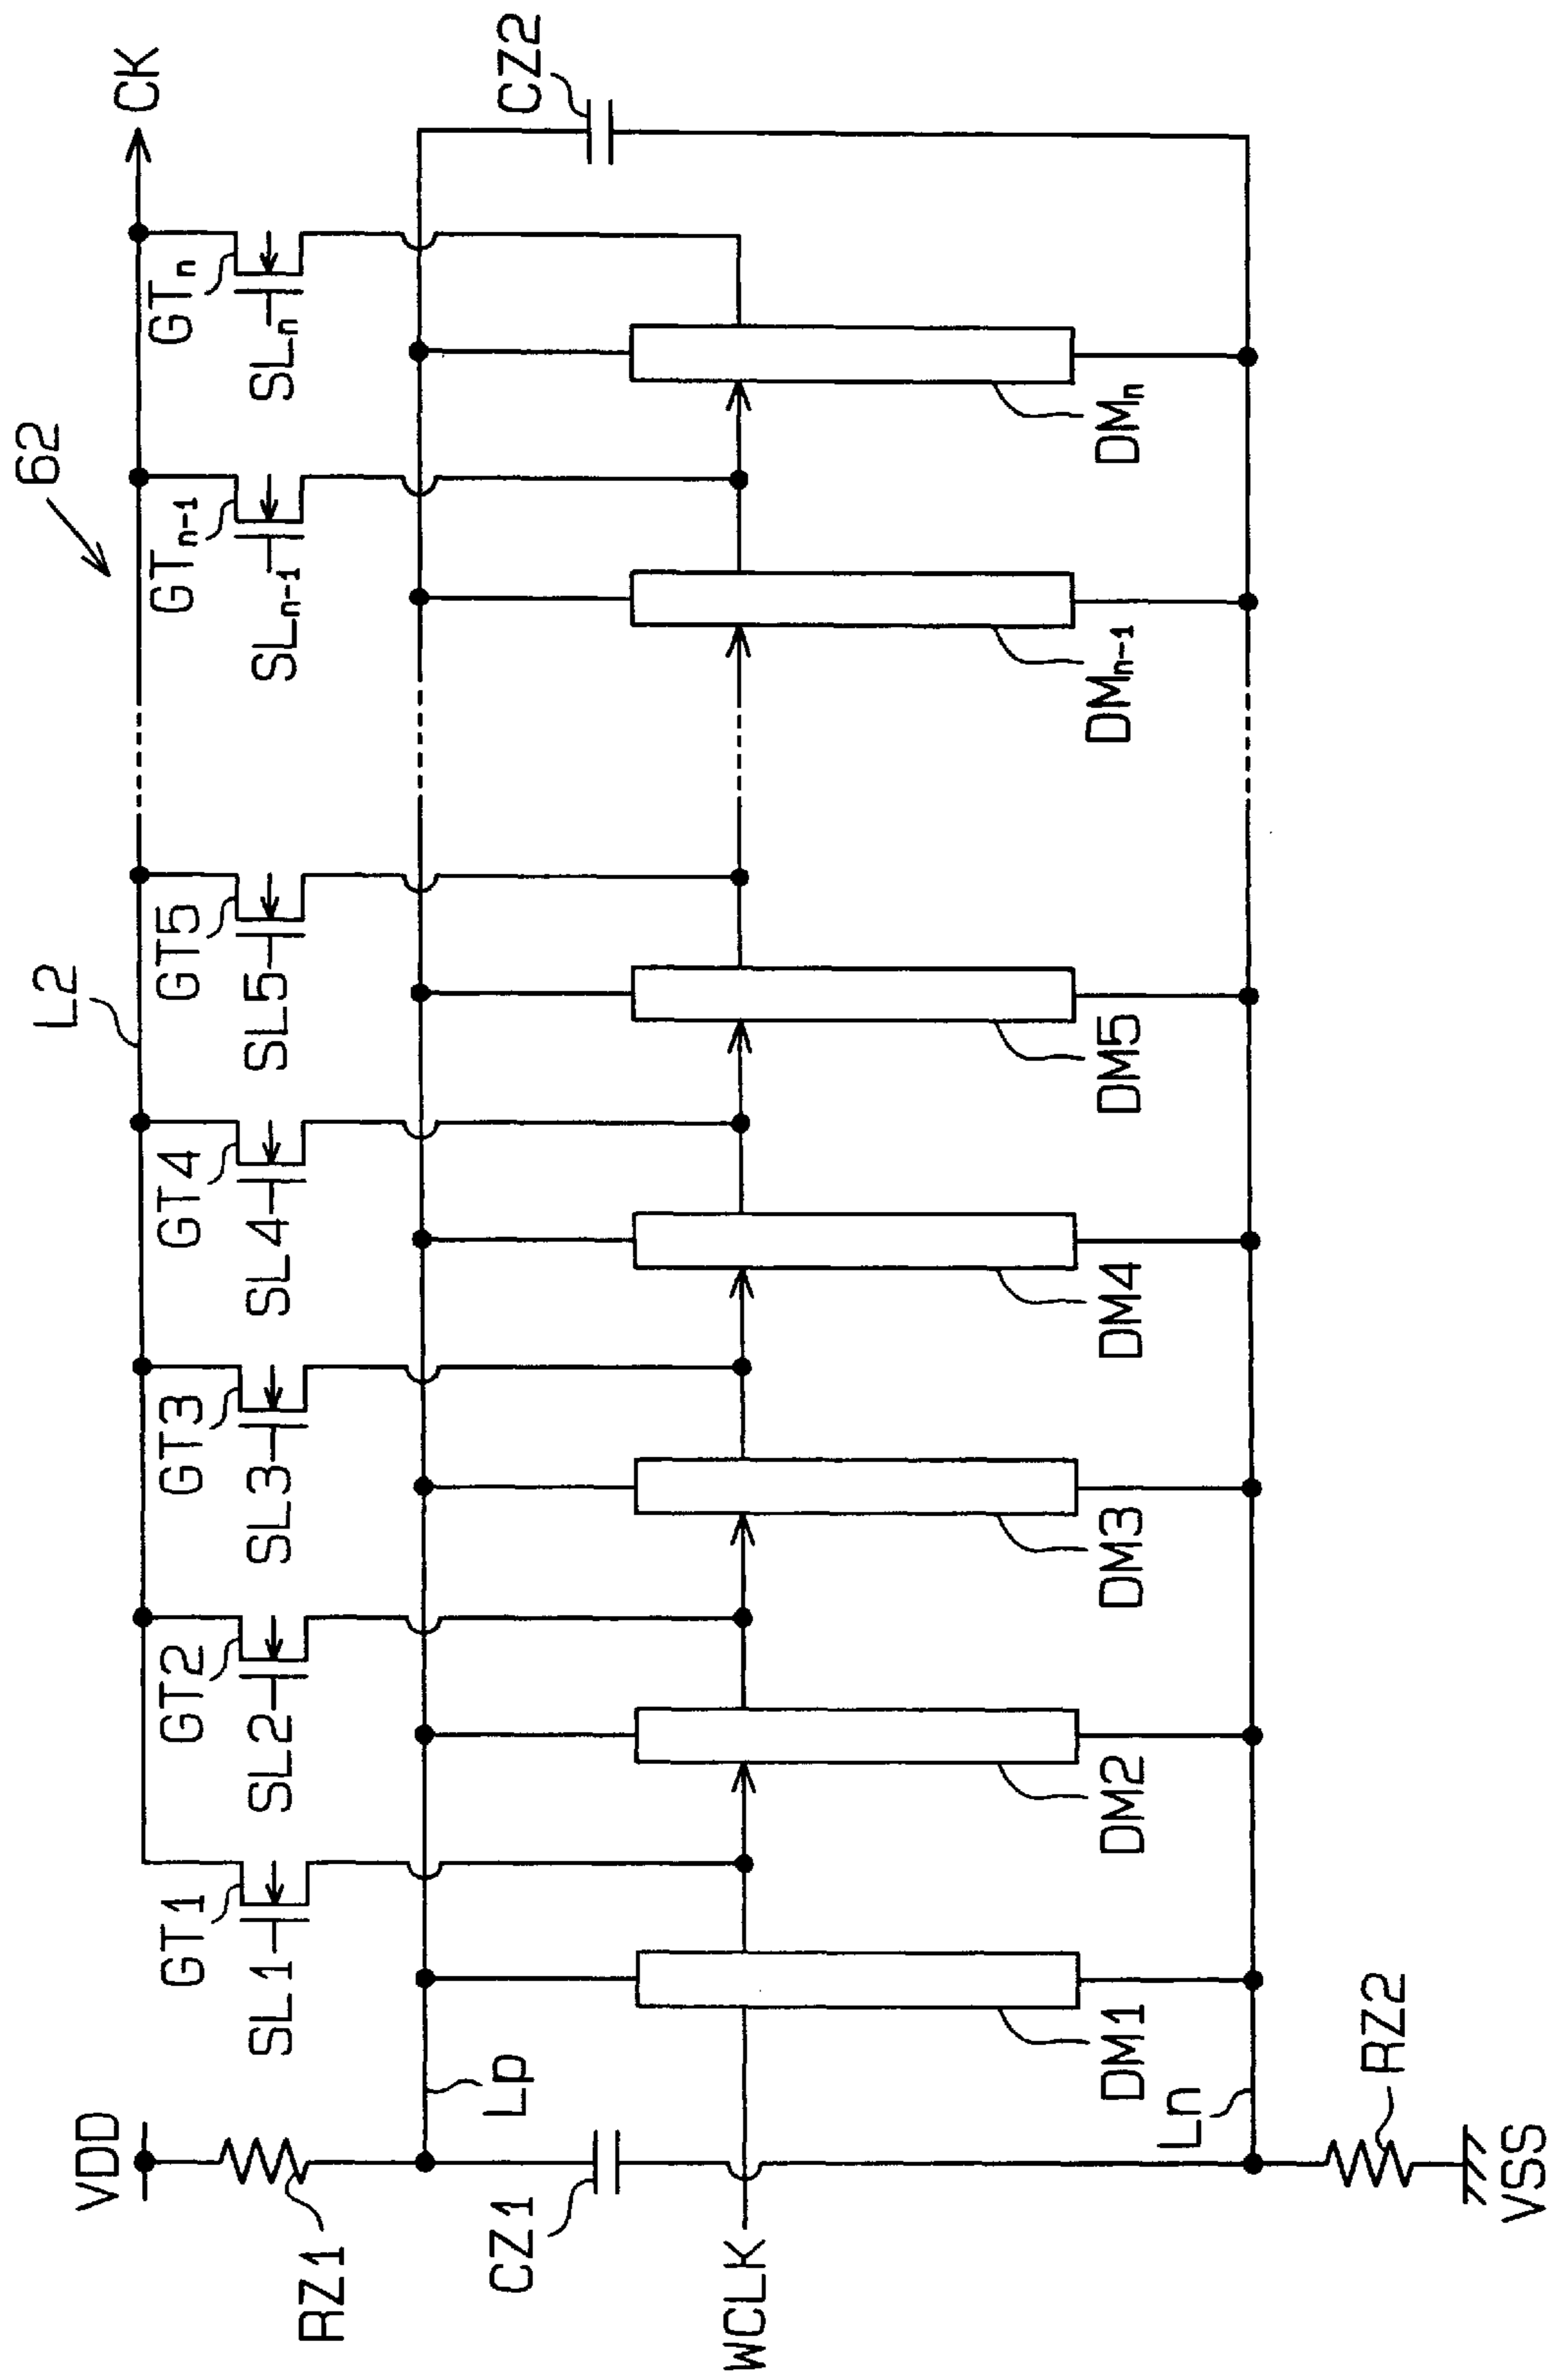 62
L2
CK
VDD
GT1
GT2
GT3
GT4
GT5
GTn-1
GTn
SL1
SL2
SL3
SL4
SL5
SLn-1
SLn
RZ1
Lp
CZ1
CZ2
WCLK
DM1
DM2
DM3
DM4
DM5
DMn-1
DMn
Ln
RZ2
VSS